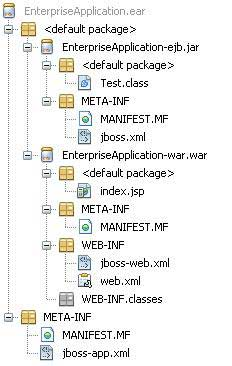 EnterpriseApplication.ear
<default package>
EnterpriseApplication-ejb.jar
<default package>
Test.class
META-INF
MANIFEST.MF
jboss.xml
EnterpriseApplication-war.war
<default package>
index.jsp
META-INF
MANIFEST.MF
WEB-INF
jboss-web.xml
web.xml
WEB-INF.classes
META-INF
MANIFEST.MF
jboss-app.xml